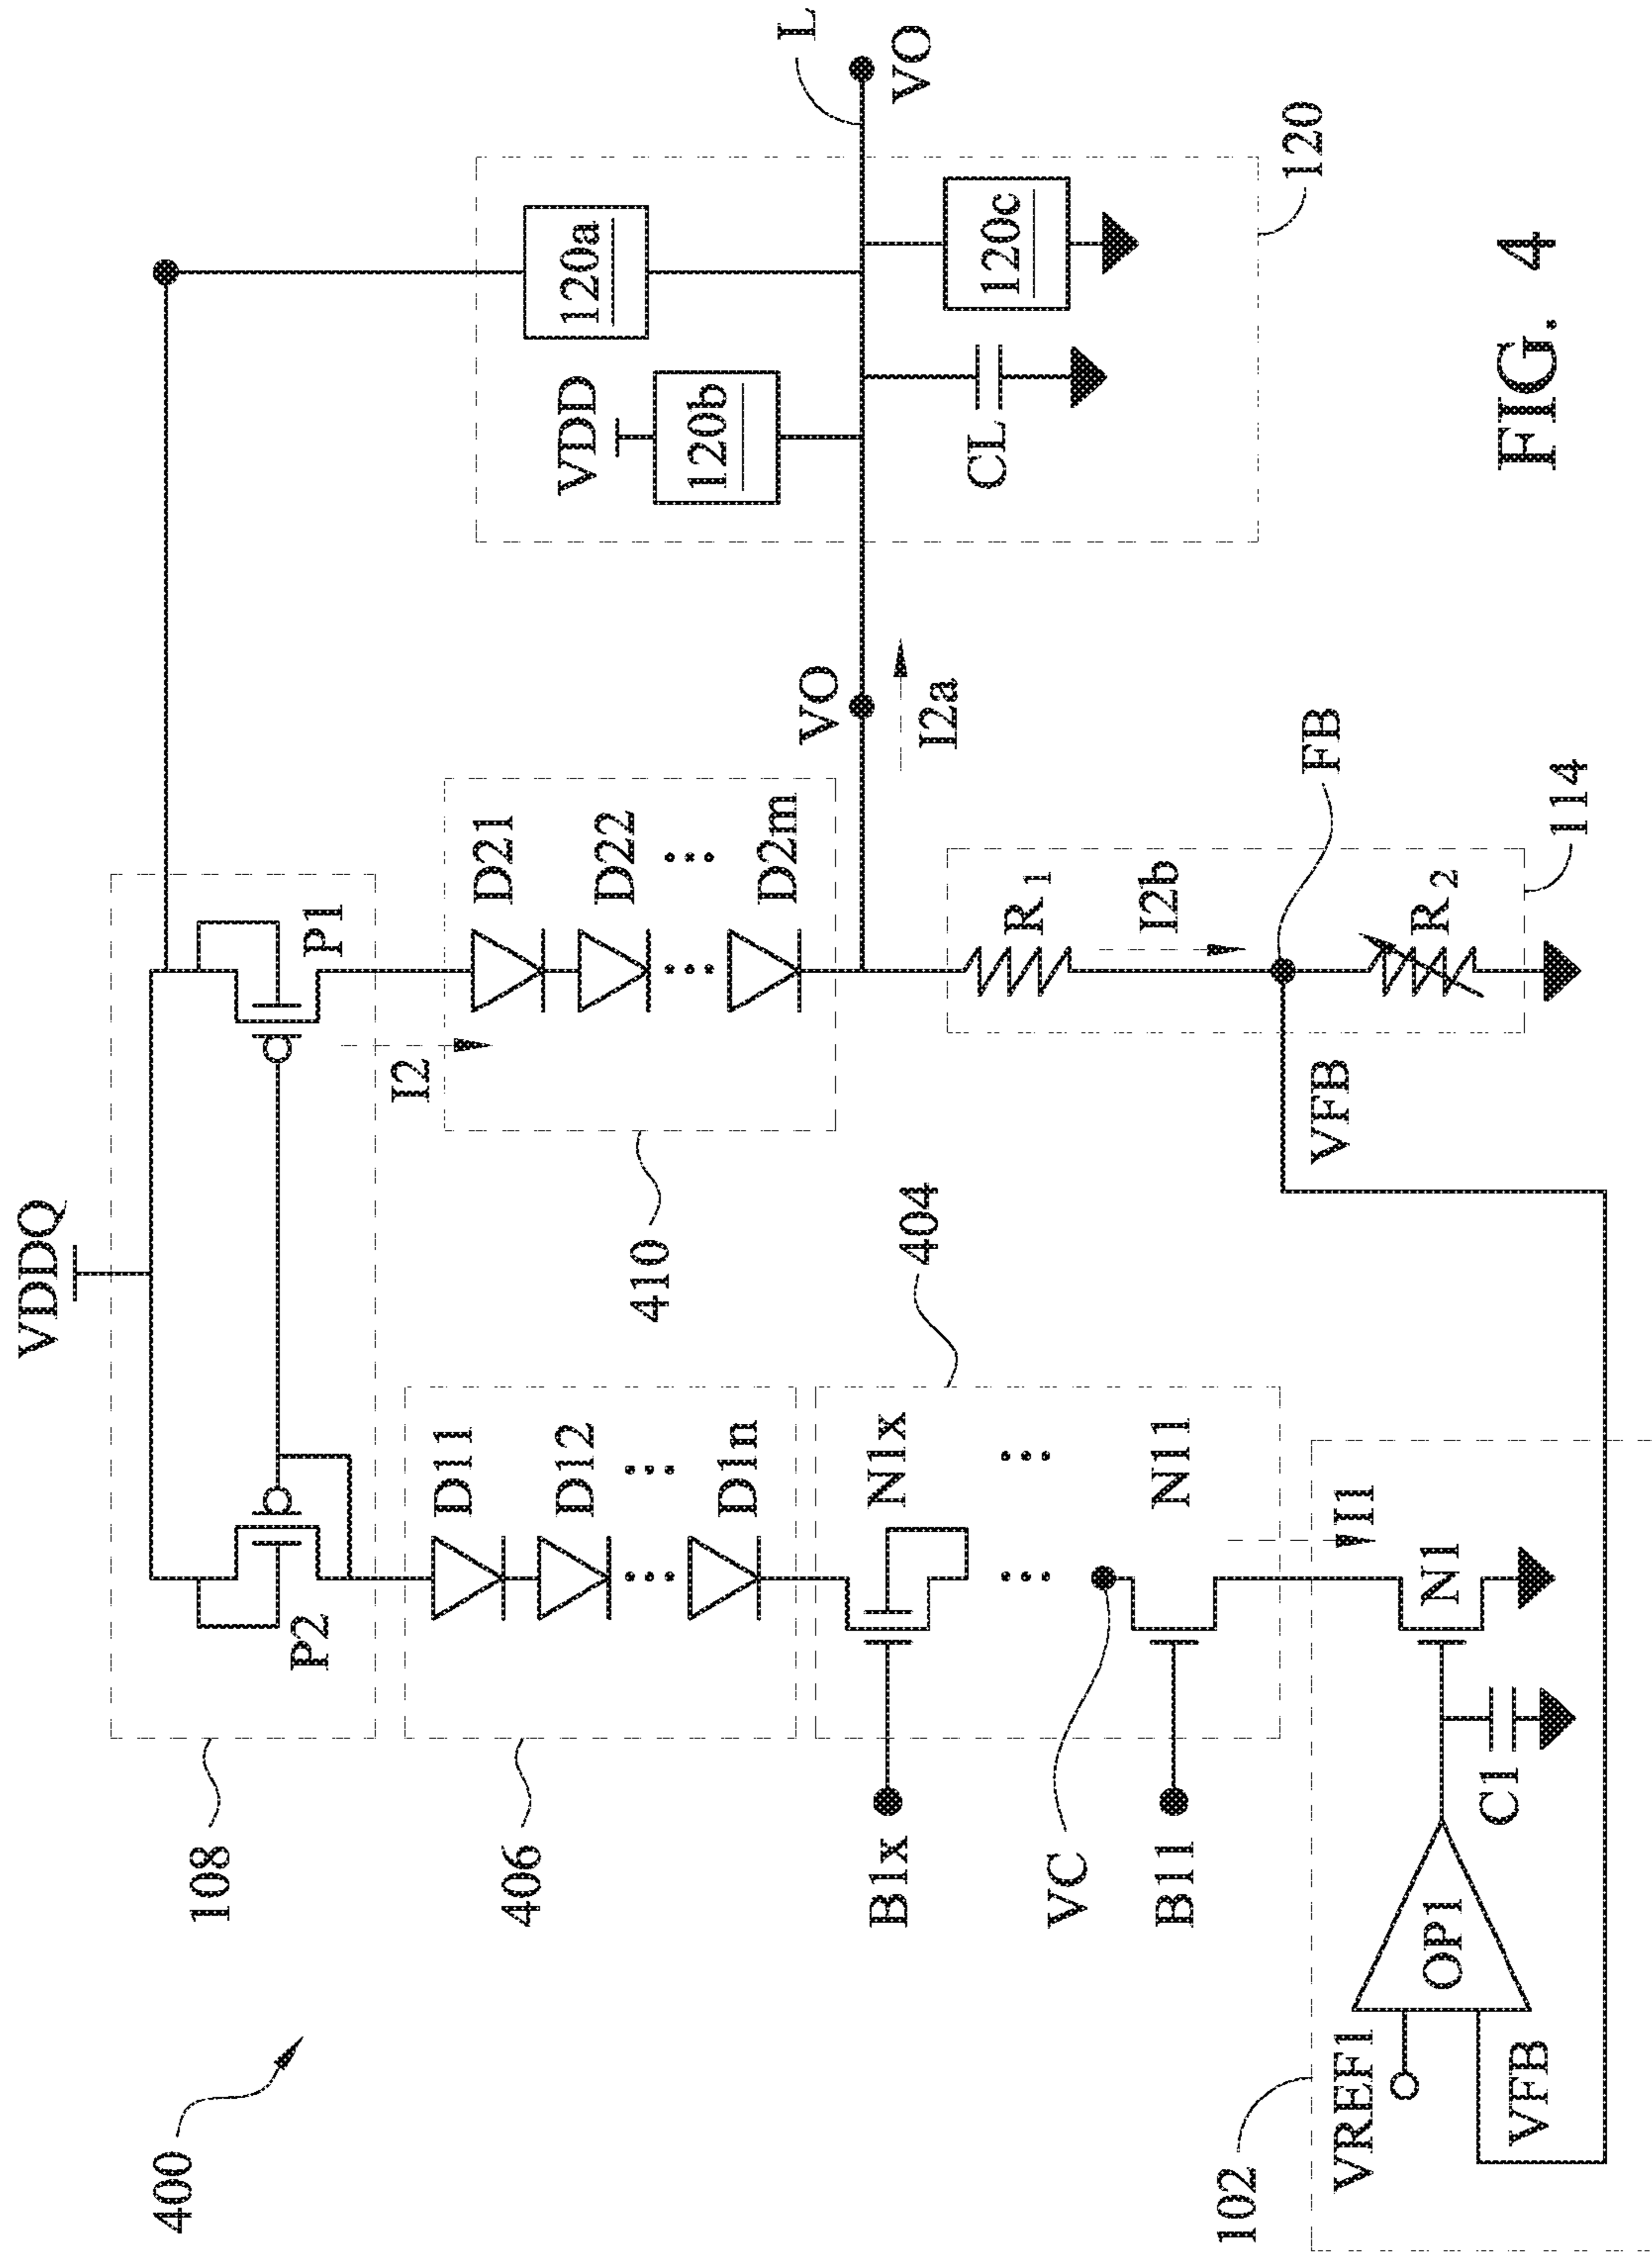 400
VDDQ
108
P2
P1
I2
L
VO
120
120a
VDD
120b
120c
CL
406
D11
D12
D1n
410
D21
D22
D2m
VO
I2a
404
N1x
B1x
VC
N11
B11
I1
114
R1
I2b
FB
R2
VFB
102
VREF1
VFB
OP1
C1
N1
FIG. 4